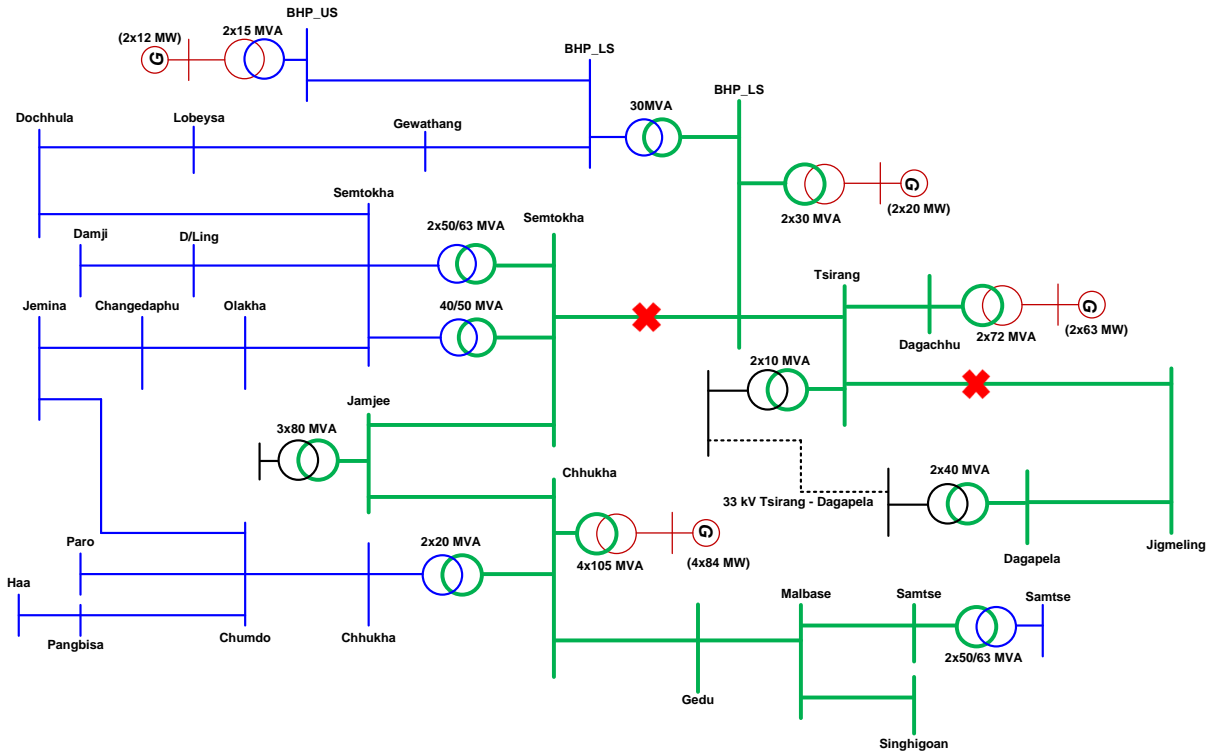 BHP_US
(2x12 MW)
2x15 MVA
G
BHP_LS
BHP_LS
30MVA
Dochhula
Lobeysa
Gewathang
Semtokha
Semtokha
2x50/63 MVA
Damji
D/Ling
G
2x30 MVA
(2x20 MW)
Tsirang
Jemina
Changedaphu
Olakha
40/50 MVA
Dagachhu
2x72 MVA
G
(2x63 MW)
2x10 MVA
Jamjee
3x80 MVA
Chhukha
2x40 MVA
33 kV Tsirang - Dagapela
Dagapela
Jigmeling
Paro
Haa
Pangbisa
Chumdo
Chhukha
2x20 MVA
G
4x105 MVA
(4x84 MW)
Malbase
Samtse
Samtse
2x50/63 MVA
Gedu
Singhigoan